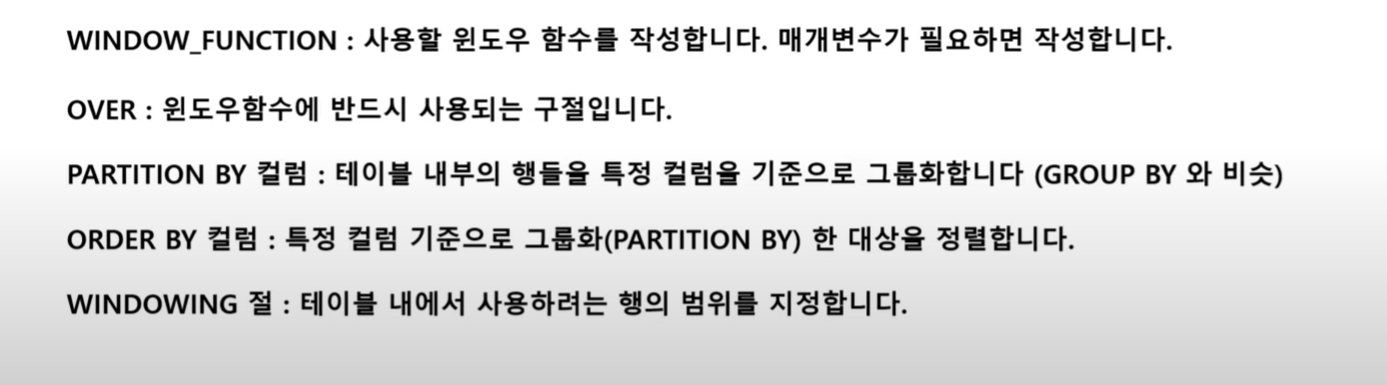 WINDOW_FUNCTION : 사용할 윈도우 함수를 작성합니다. 매개변수가 필요하면 작성합니다.
OVER : 윈도우함수에 반드시 사용되는 구절입니다.
PARTITION BY 컬럼 : 테이블 내부의 행들을 특정 컬럼을 기준으로 그룹화합니다 (GROUP BY 와 비슷)
ORDER BY 컬럼 : 특정 컬럼 기준으로 그룹화(PARTITION BY) 한 대상을 정렬합니다.
WINDOWING 절 : 테이블 내에서 사용하려는 행의 범위를 지정합니다.